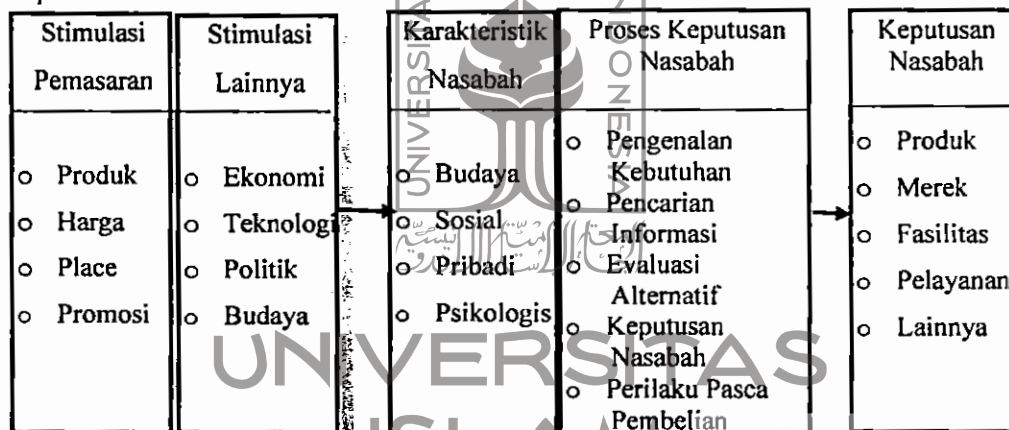 Stimulasi
Pemasaran
o Produk
o Harga
o Place
o Promosi
Stimulasi
Lainnya
o Ekonomi
o Teknologi
o Politik
o Budaya
Karakteristik
Nasabah
o Budaya
o Sosial
o Pribadi
o Psikologis
Proses Keputusan
Nasabah
o Pengenalan
Kebutuhan
o Pencarian
Informasi
o Evaluasi
Alternatif
o Keputusan
Nasabah
o Perilaku Pasca
Pembelian
Keputusan
Nasabah
o Produk
o Merek
o Fasilitas
o Pelayanan
o Lainnya
UNIVERSITAS